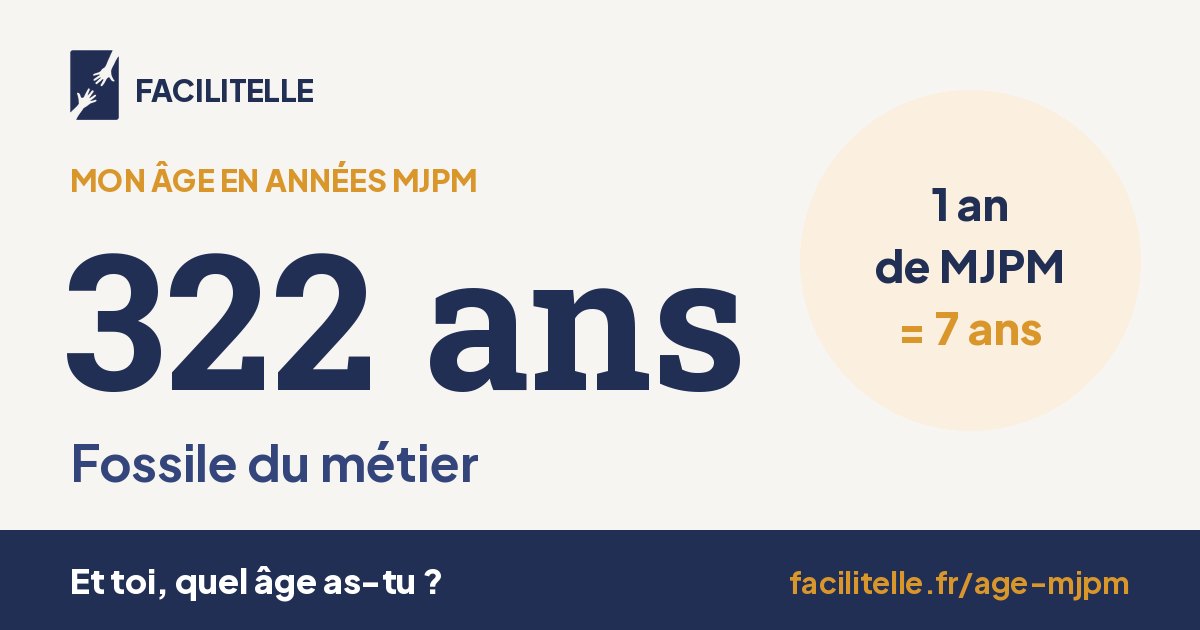 FACILITELLE
MON ÂGE EN ANNÉES MJPM
322 ans
Fossile du métier
1 an
de MJPM
= 7 ans
Et toi, quel âge as-tu ?
facilitelle.fr/age-mjpm